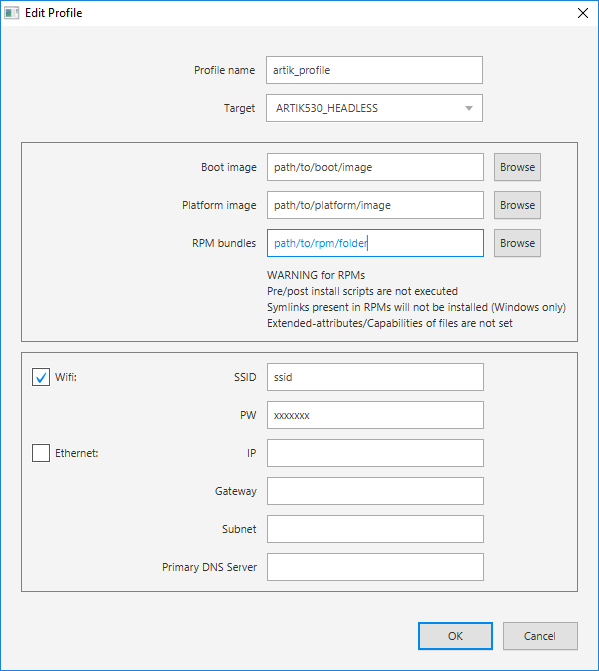 Edit Profile
Profile name artik_profile
Target ARTIK530_HEADLESS
Boot image path/to/boot/image Browse
Platform image path/to/platform/image Browse
RPM bundles path/to/rpm/folder Browse
WARNING for RPMs
Pre/post install scripts are not executed
Symlinks present in RPMs will not be installed (Windows only)
Extended-attributes/Capabilities of files are not set
Wifi: SSID ssid
PW xxxxxxx
Ethernet: IP
Gateway
Subnet
Primary DNS Server
OK Cancel